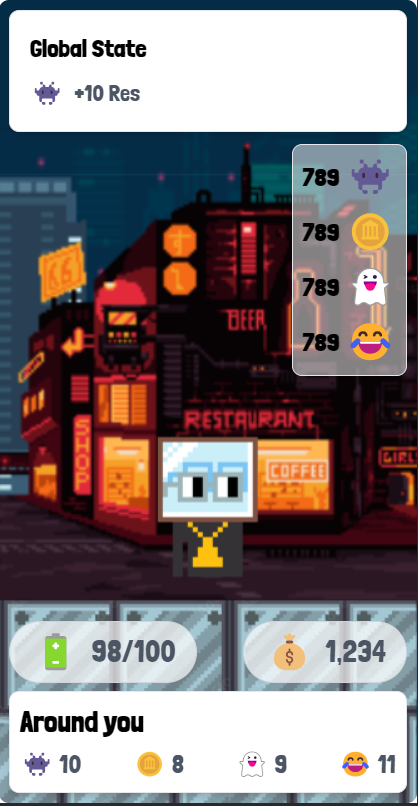 Global State
+10 Res
789
789
789
789
66
BEER
RESTAURANT
SHOP
COFFEE
GIRL
98/100
1,234
Around you
10
8
9
11